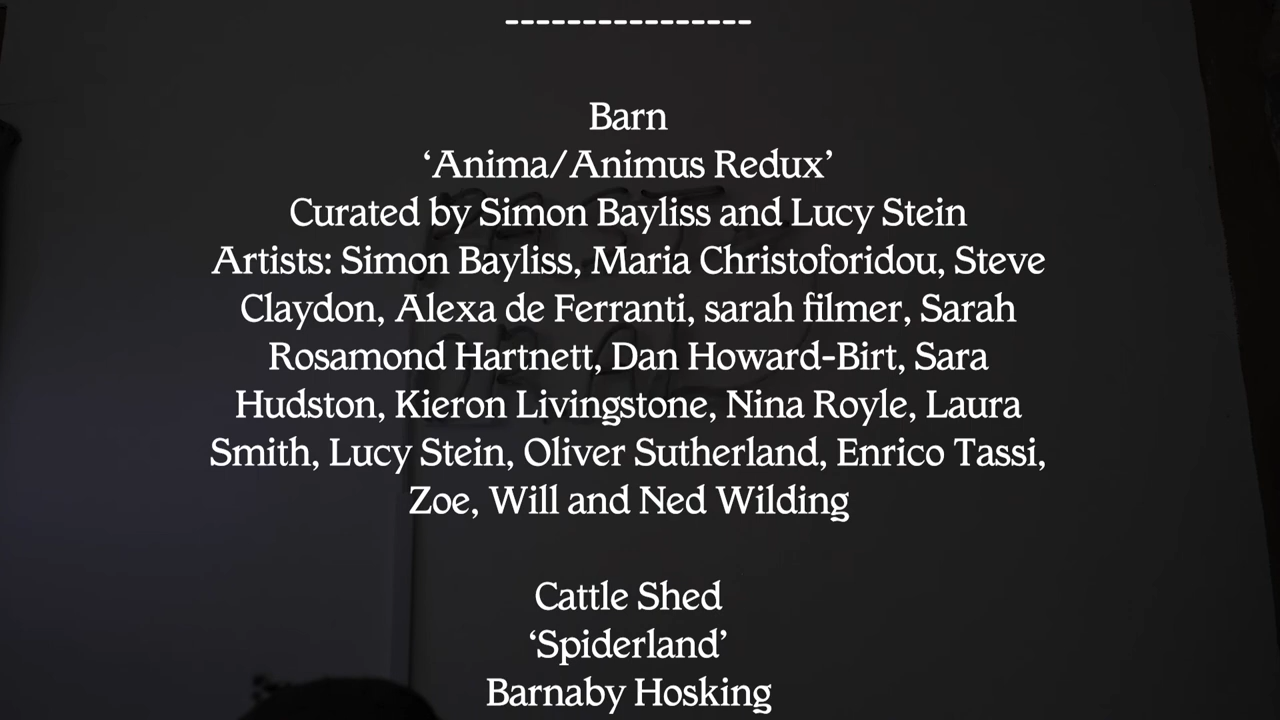 ----------------
Barn
‘Anima/Animus Redux’
Curated by Simon Bayliss and Lucy Stein
Artists: Simon Bayliss, Maria Christoforidou, Steve
Claydon, Alexa de Ferranti, sarah filmer, Sarah
Rosamond Hartnett, Dan Howard-Birt, Sara
Hudston, Kieron Livingstone, Nina Royle, Laura
Smith, Lucy Stein, Oliver Sutherland, Enrico Tassi,
Zoe, Will and Ned Wilding
Cattle Shed
‘Spiderland’
Barnaby Hosking